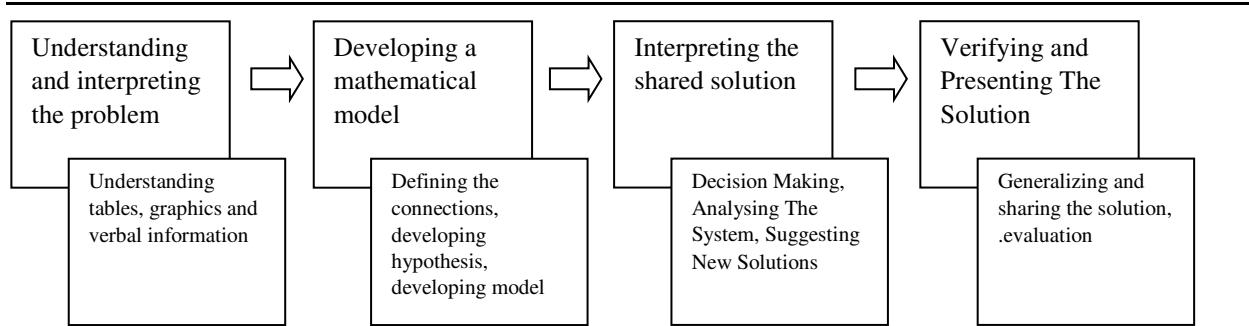 Understanding
and interpreting
the problem
Understanding
tables, graphics and
verbal information
Developing a
mathematical
model
Defining the
connections,
developing
hypothesis,
developing model
Interpreting the
shared solution
Decision Making,
Analysing The
System, Suggesting
New Solutions
Verifying and
Presenting The
Solution
Generalizing and
sharing the solution,
.evaluation